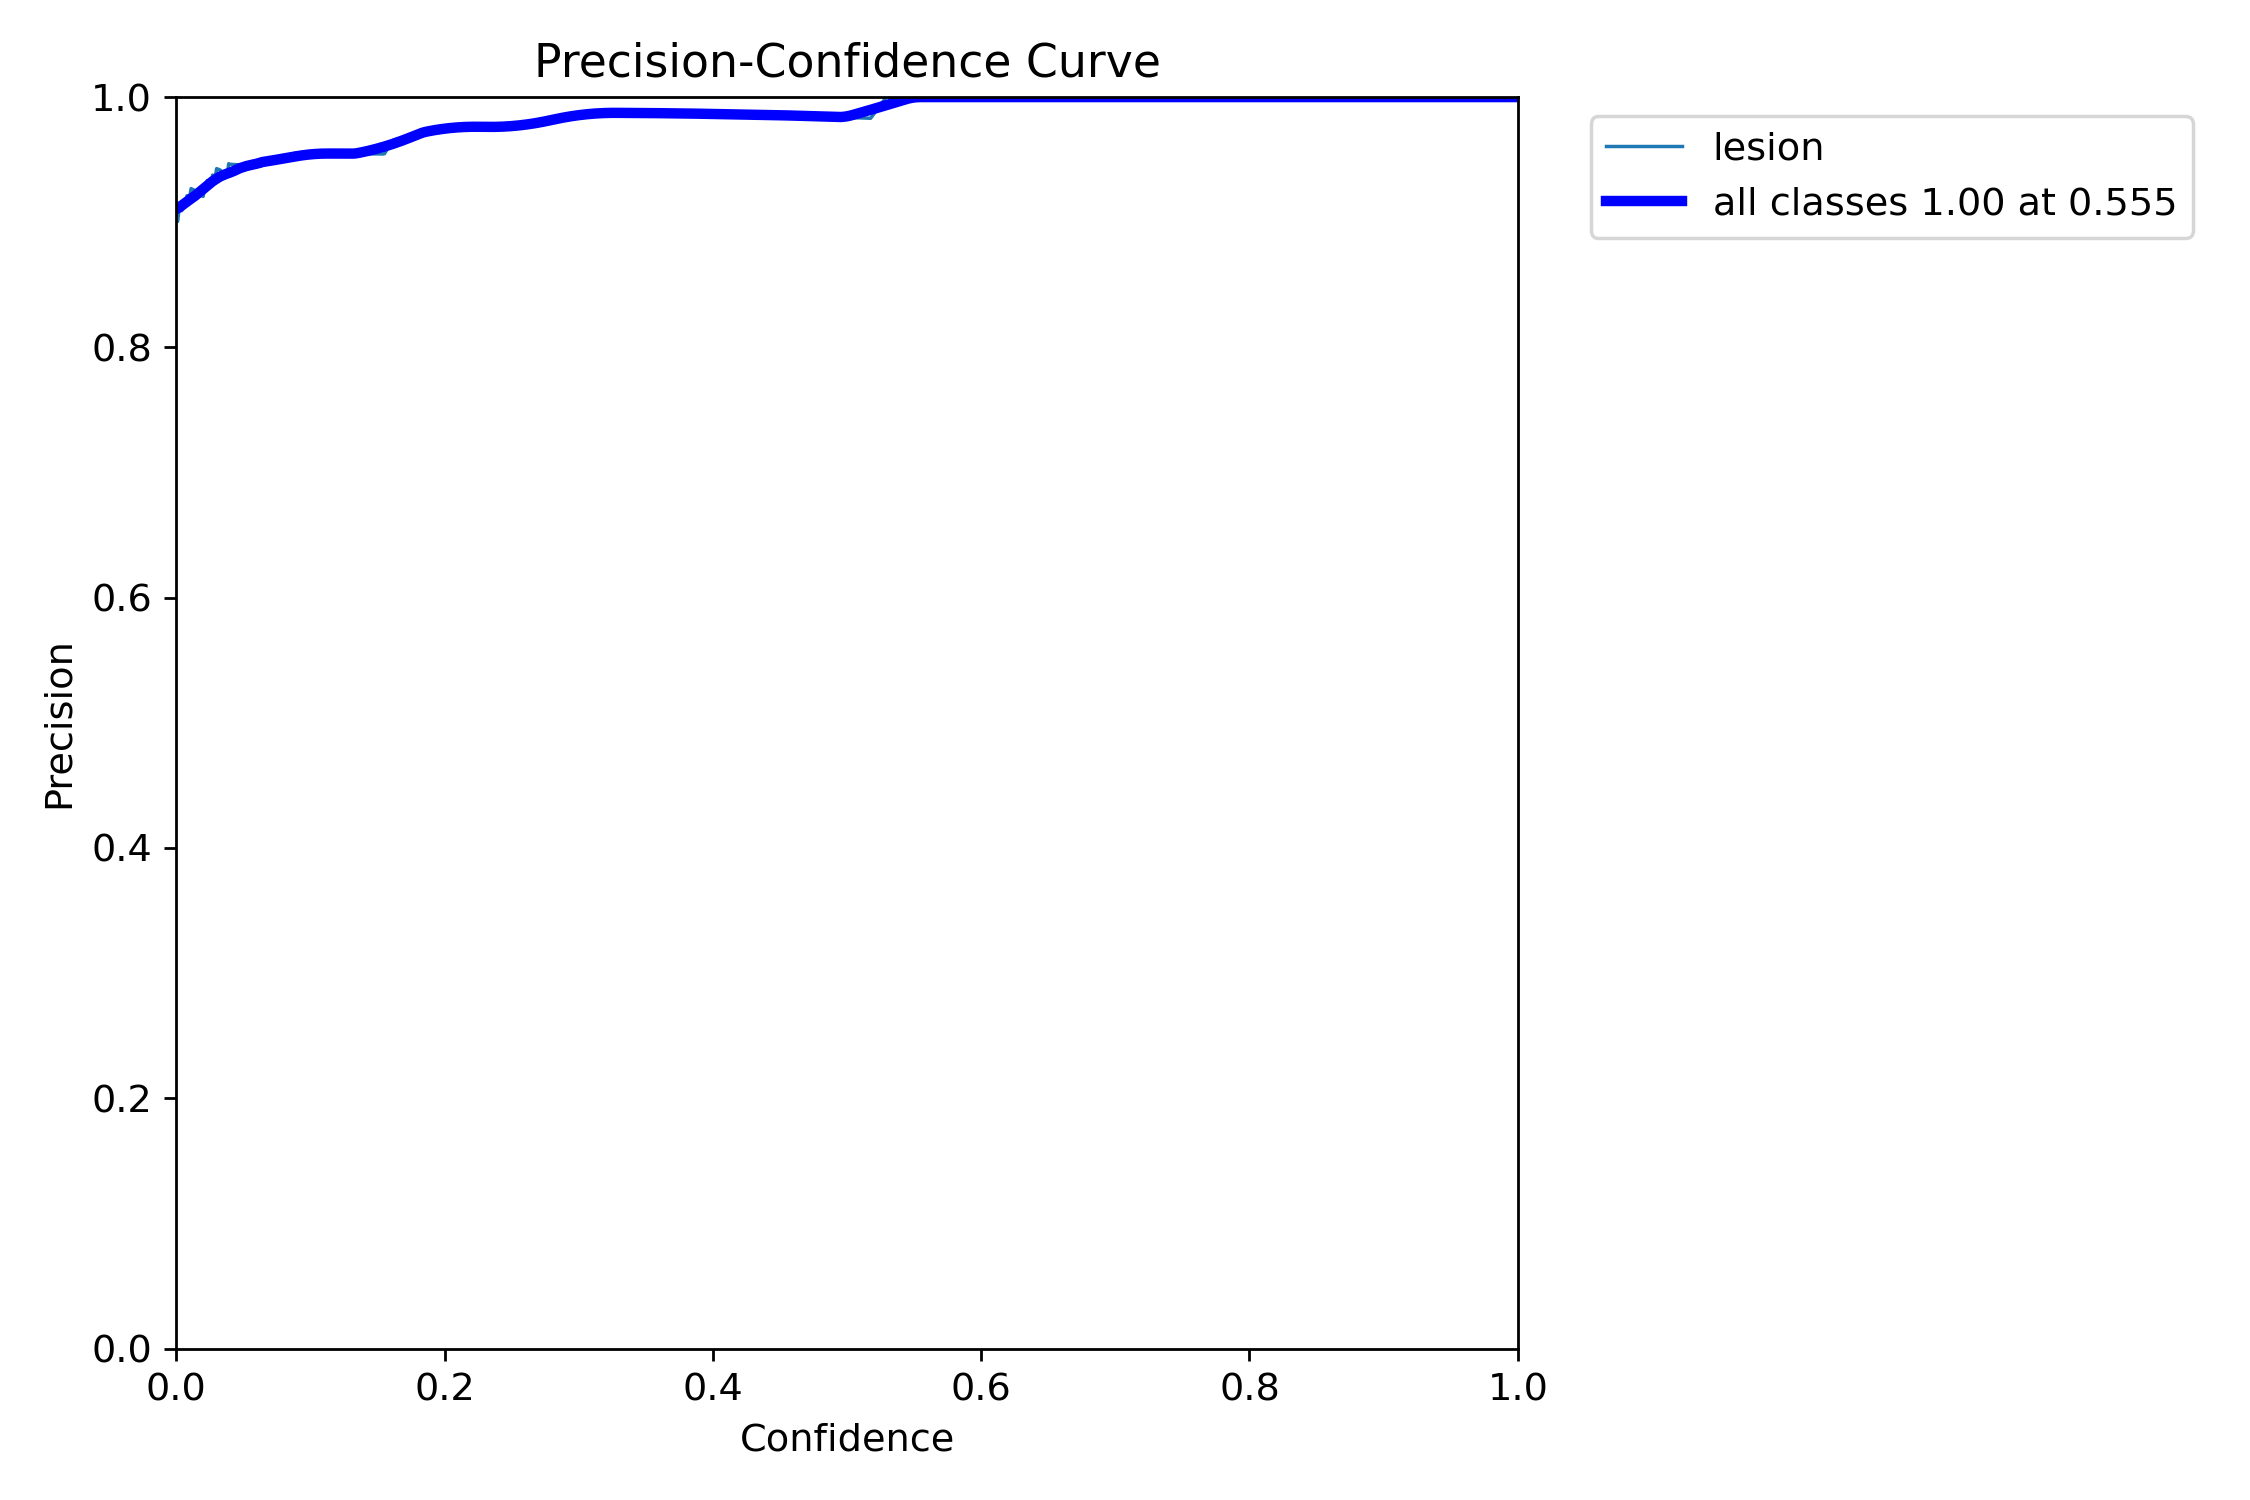 Precision-Confidence Curve
1.0
0.8
0.6
0.4
0.2
0.0
Precision
0.0 0.2 0.4 0.6 0.8 1.0
Confidence
lesion
all classes 1.00 at 0.555